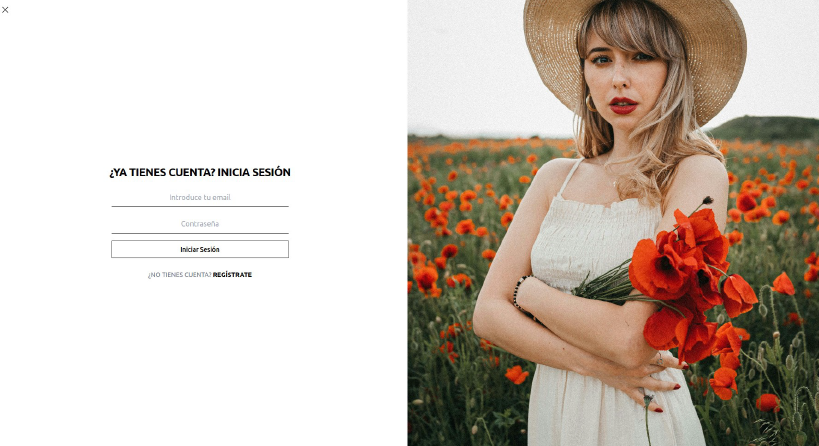 ¿YA TIENES CUENTA? INICIA SESIÓN
Introduce tu email
Contraseña
Iniciar Sesión
¿NO TIENES CUENTA? REGÍSTRATE